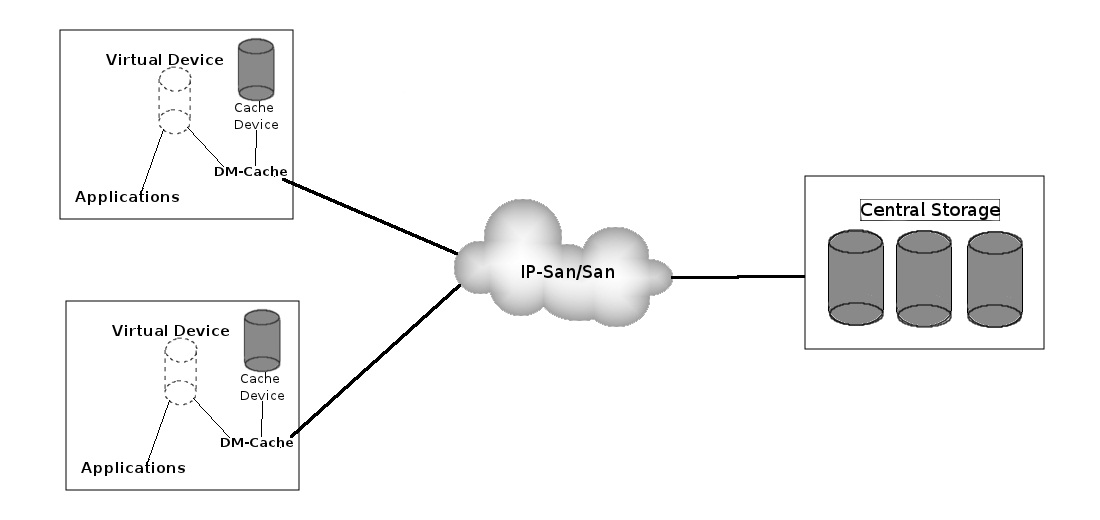 Virtual Device
Cache
Device
DM-Cache
Applications
IP-San/San
Central Storage
Virtual Device
Cache
Device
DM-Cache
Applications